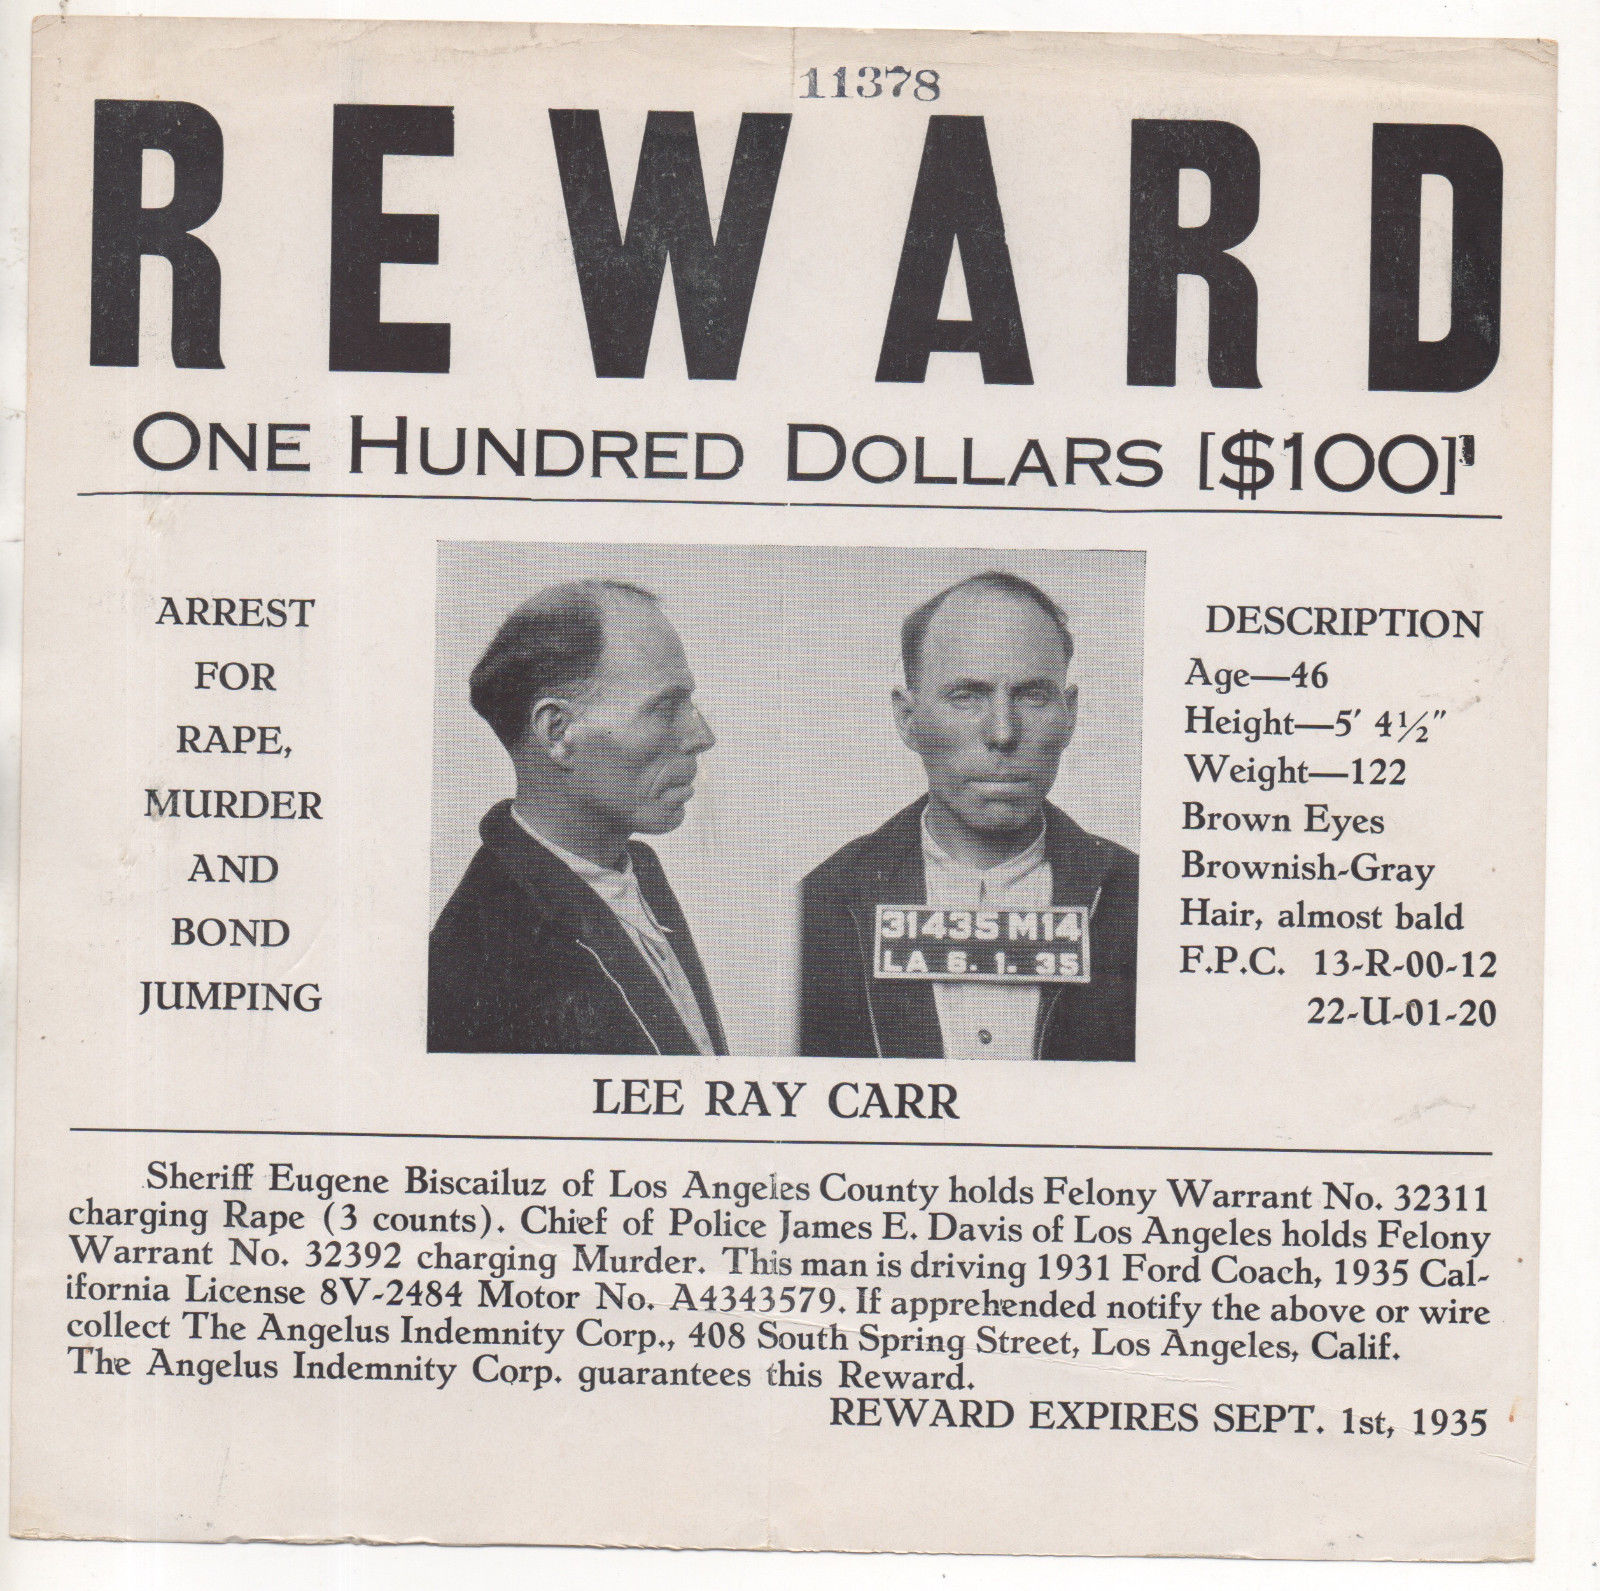 11378
REWARD
ONE HUNDRED DOLLARS [$100]
ARREST
FOR
RAPE,
MURDER
AND
BOND
JUMPING
31435 M14
LA 6. 1. 35
DESCRIPTION
Age—46
Height—5' 4½"
Weight—122
Brown Eyes
Brownish-Gray
Hair, almost bald
F.P.C. 13-R-00-12
22-U-01-20
LEE RAY CARR
Sheriff Eugene Biscailuz of Los Angeles County holds Felony Warrant No. 32311
charging Rape (3 counts). Chief of Police James E. Davis of Los Angeles holds Felony
Warrant No. 32392 charging Murder. This man is driving 1931 Ford Coach, 1935 Cal-
ifornia License 8V-2484 Motor No. A4343579. If apprehended notify the above or wire
collect The Angelus Indemnity Corp., 408 South Spring Street, Los Angeles, Calif.
The Angelus Indemnity Corp. guarantees this Reward.
REWARD EXPIRES SEPT. 1st, 1935